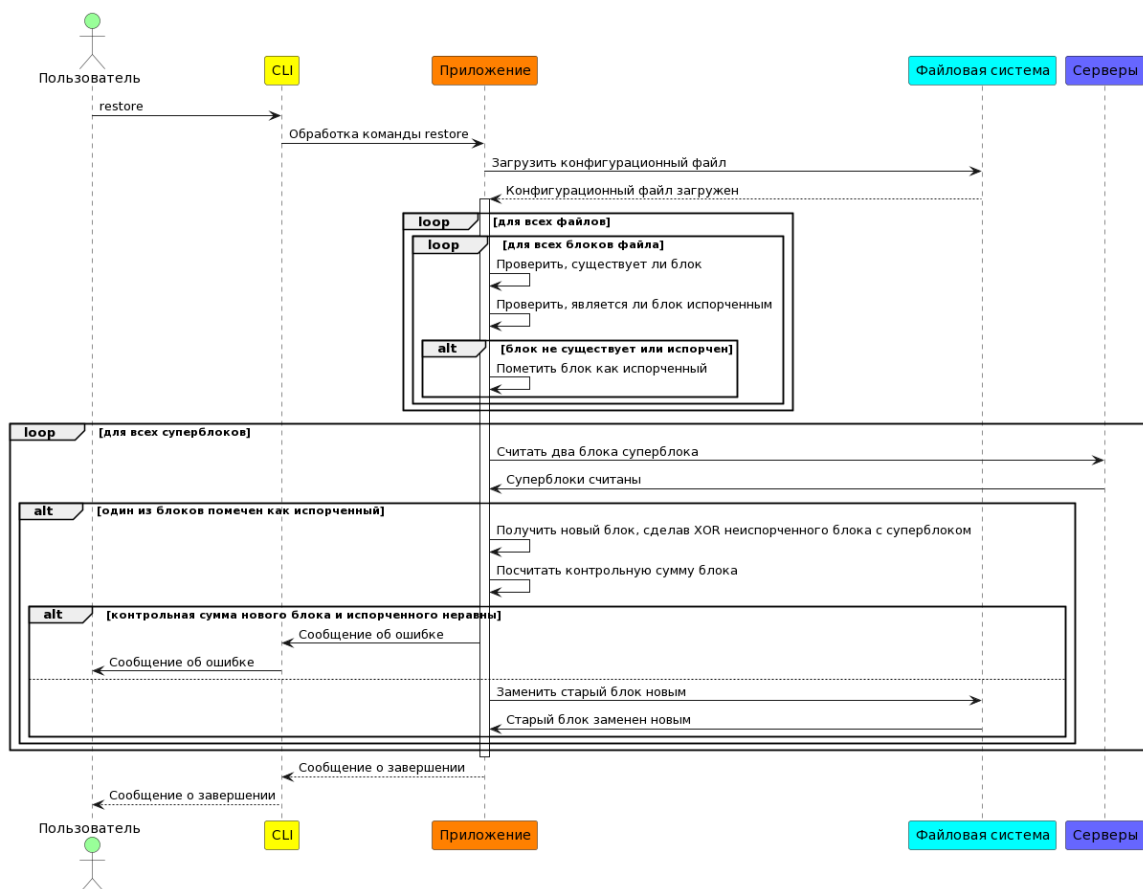 Пользователь
CLI
Приложение
Файловая система
Серверы
restore
Обработка команды restore
Загрузить конфигурационный файл
Конфигурационный файл загружен
loop [для всех файлов]
loop [для всех блоков файла]
Проверить, существует ли блок
Проверить, является ли блок испорченным
alt [блок не существует или испорчен]
Пометить блок как испорченный
loop [для всех суперблоков]
Считать два блока суперблока
Суперблоки считаны
alt [один из блоков помечен как испорченный]
Получить новый блок, сделав XOR неиспорченного блока с суперблоком
Посчитать контрольную сумму блока
alt [контрольная сумма нового блока и испорченного неравны]
Сообщение об ошибке
Сообщение об ошибке
Заменить старый блок новым
Старый блок заменен новым
Сообщение о завершении
Сообщение о завершении
Пользователь
CLI
Приложение
Файловая система
Серверы